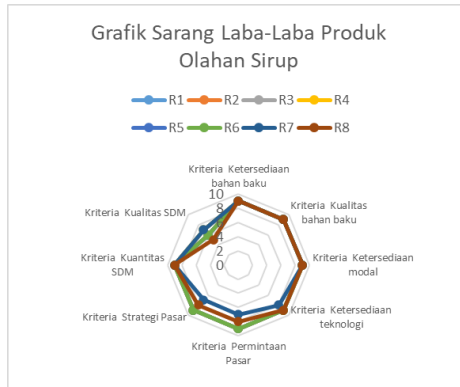 Grafik Sarang Laba-Laba Produk
Olahan Sirup
R1 R2 R3 R4
R5 R6 R7 R8
Kriteria Ketersediaan
bahan baku
Kriteria Kualitas
bahan baku
Kriteria Ketersediaan
modal
Kriteria Ketersediaan
teknologi
Kriteria Permintaan
Pasar
Kriteria Strategi Pasar
Kriteria Kuantitas
SDM
Kriteria Kualitas SDM
10
8
6
4
2
0